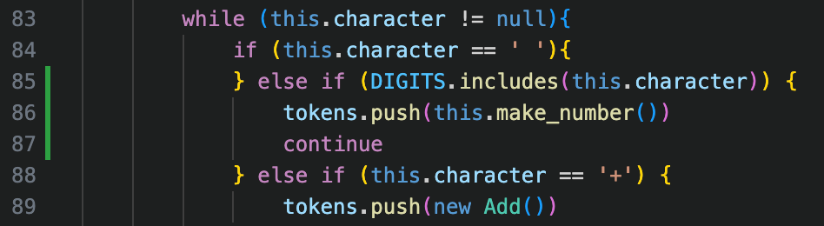 83 while (this.character != null){
84 if (this.character == ' '){
85 } else if (DIGITS.includes(this.character)) {
86 tokens.push(this.make_number())
87 continue
88 } else if (this.character == '+') {
89 tokens.push(new Add())